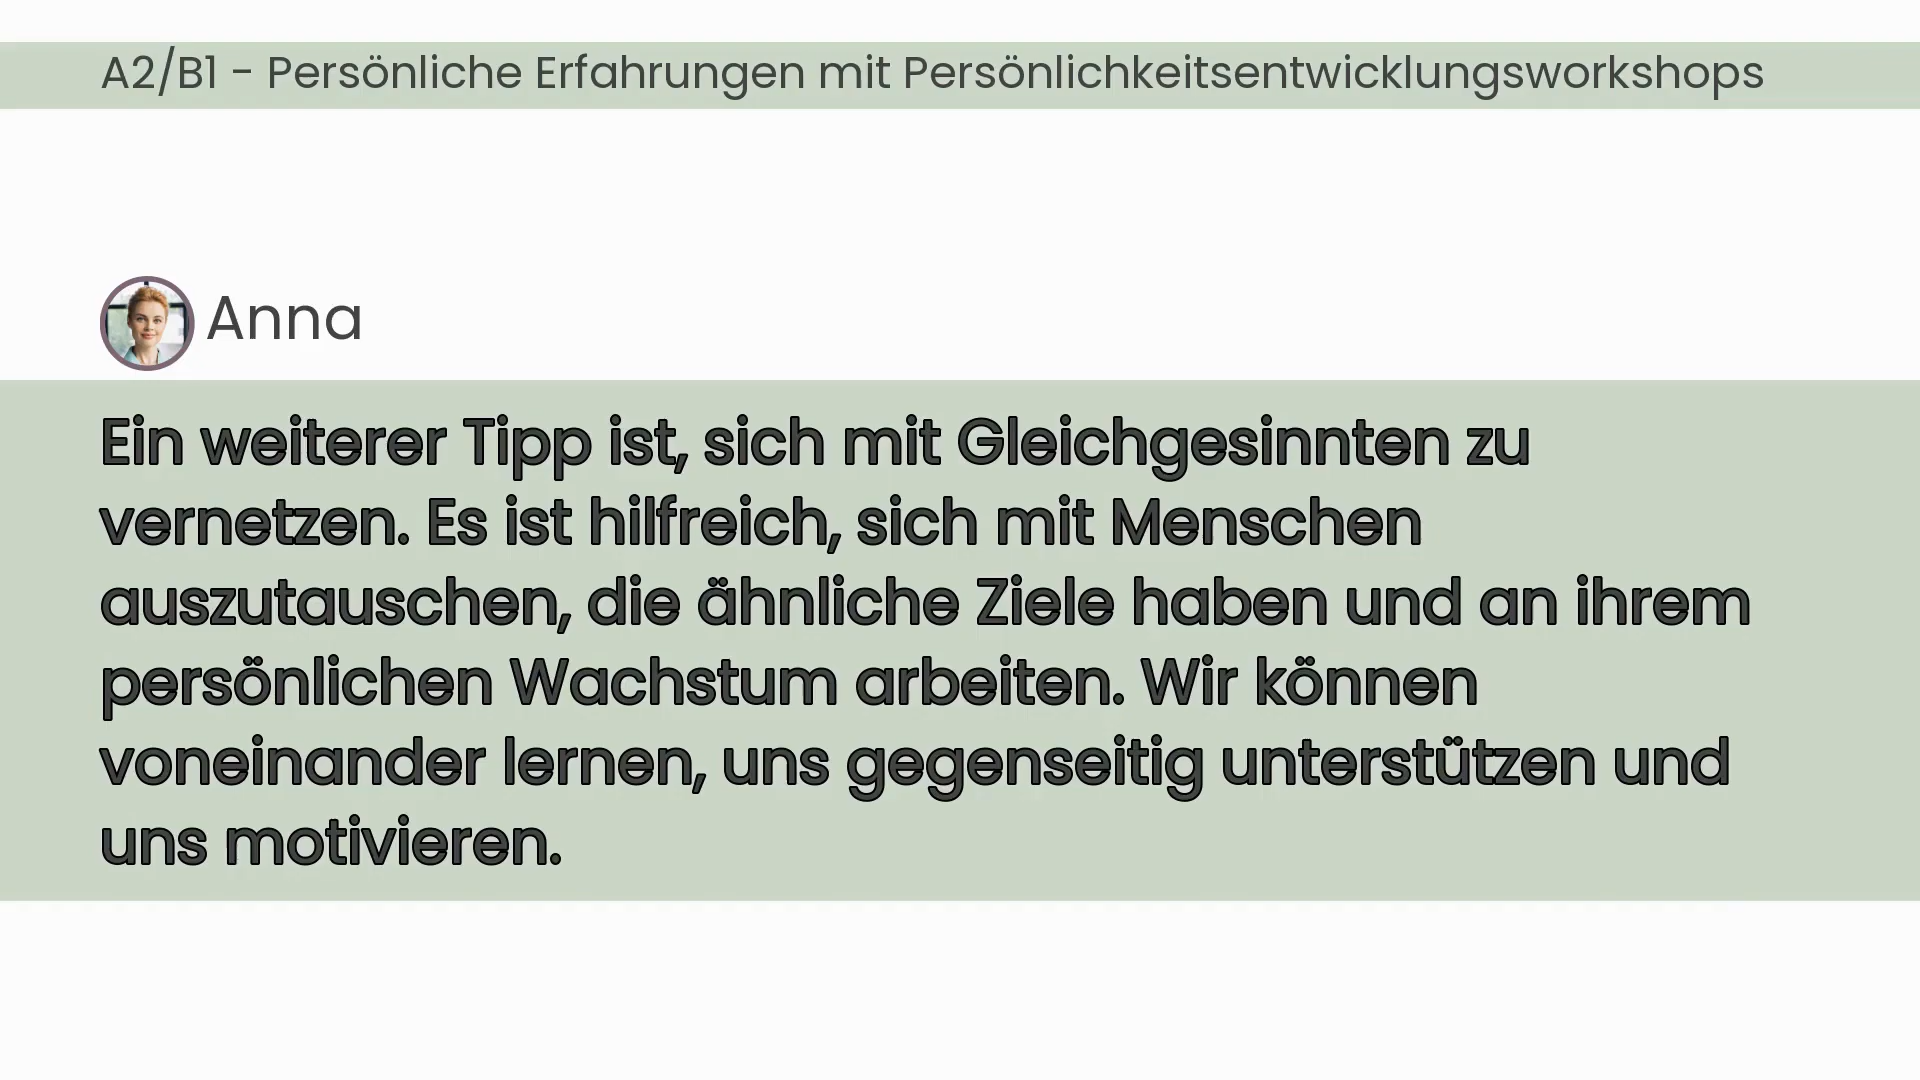 A2/B1 - Persönliche Erfahrungen mit Persönlichkeitsentwicklungsworkshops
Anna
Ein weiterer Tipp ist, sich mit Gleichgesinnten zu
vernetzen. Es ist hilfreich, sich mit Menschen
auszutauschen, die ähnliche Ziele haben und an ihrem
persönlichen Wachstum arbeiten. Wir können
voneinander lernen, uns gegenseitig unterstützen und
uns motivieren.